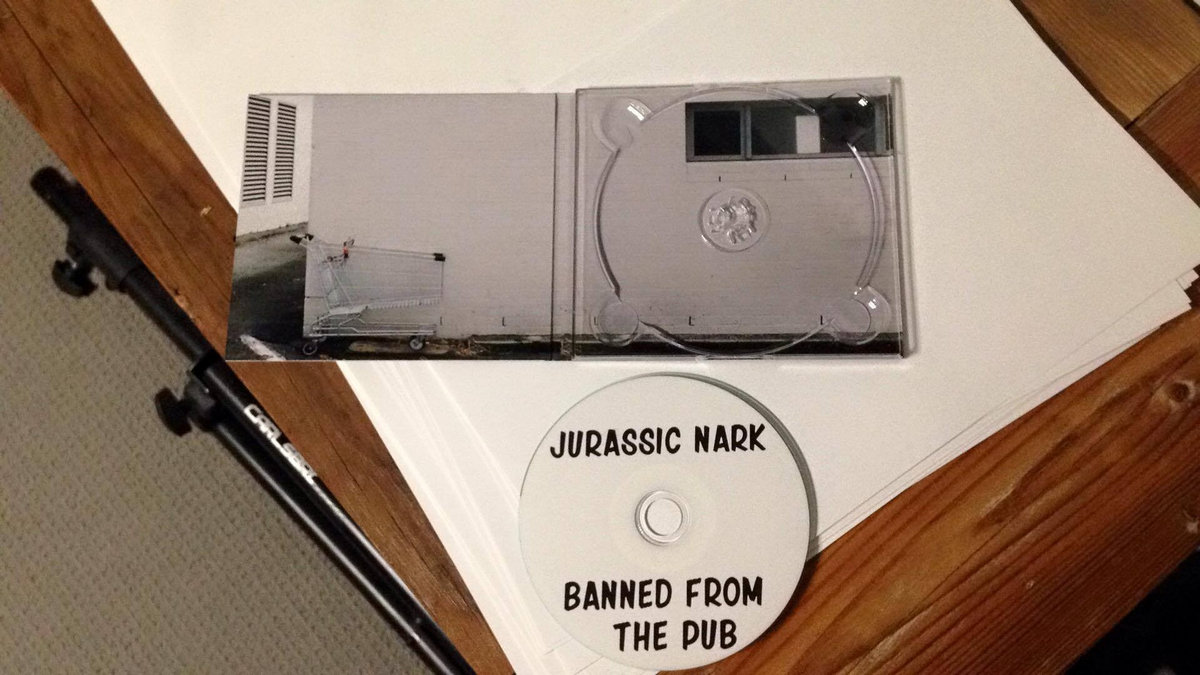 JURASSIC NARK
BANNED FROM
THE PUB